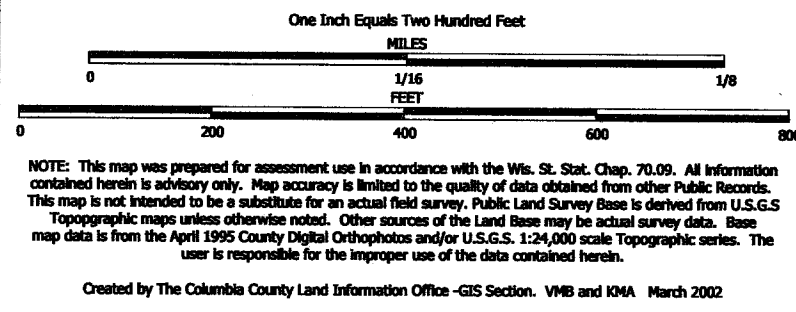 One Inch Equals Two Hundred Feet
MILES
0 1/16 1/8
FEET
0 200 400 600 800
NOTE: This map was prepared for assessment use in accordance with the Wis. St. Stat. Chap. 70.09. All information
contained herein is advisory only. Map accuracy is limited to the quality of data obtained from other Public Records.
This map is not intended to be a substitute for an actual field survey. Public Land Survey Base is derived from U.S.G.S
Topopgraphic maps unless otherwise noted. Other sources of the Land Base may be actual survey data. Base
map data is from the April 1995 County Digital Orthophotos and/or U.S.G.S. 1:24,000 scale Topographic series. The
user is responsible for the improper use of the data contained herein.
Created by The Columbia County Land Information Office -GIS Section. VMB and KMA March 2002